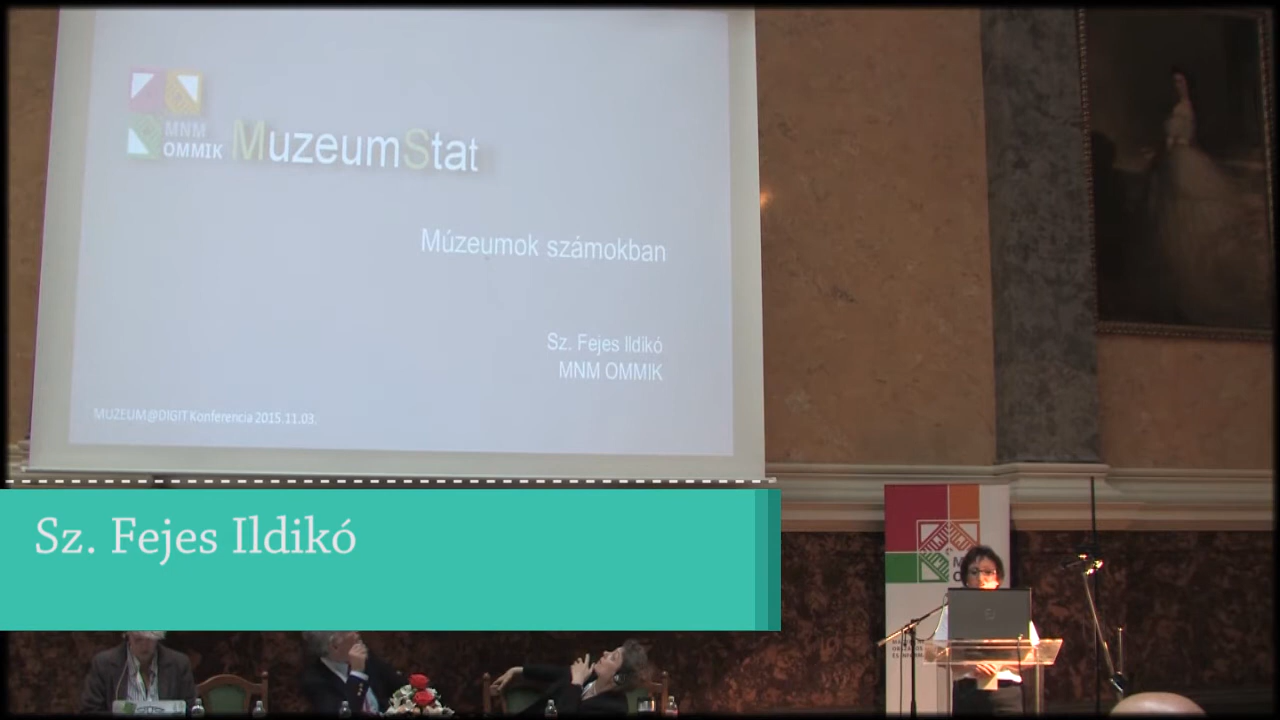 MNM
OMMIK
MuzeumStat
Múzeumok számokban
Sz. Fejes Ildikó
MNM OMMIK
MUZEUM@DIGIT Konferencia 2015.11.03.
Sz. Fejes Ildikó